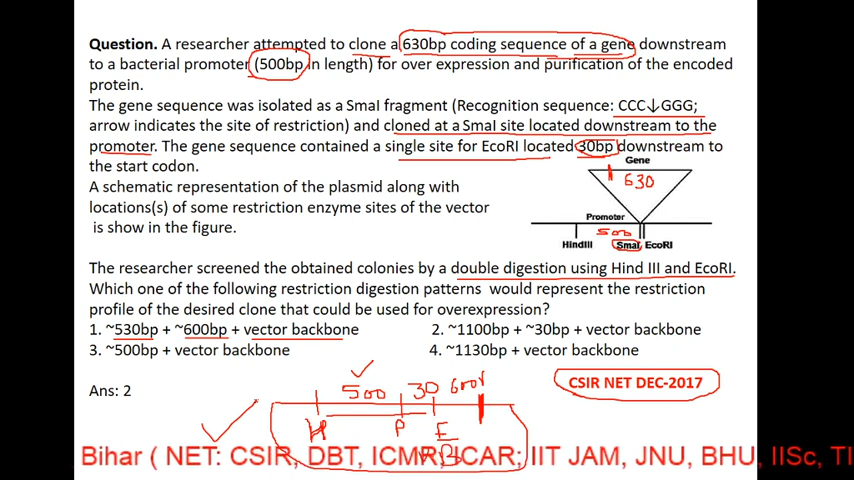 Question. A researcher attempted to clone a 630bp coding sequence of a gene downstream
to a bacterial promoter (500bp in length) for over expression and purification of the encoded
protein.
The gene sequence was isolated as a SmaI fragment (Recognition sequence: CCC↓GGG;
arrow indicates the site of restriction) and cloned at a SmaI site located downstream to the
promoter. The gene sequence contained a single site for EcoRI located 30bp downstream to
the start codon.
Gene
630
A schematic representation of the plasmid along with
locations(s) of some restriction enzyme sites of the vector
is show in the figure.
Promoter
500
HindIII SmaI EcoRI
The researcher screened the obtained colonies by a double digestion using Hind III and EcoRI.
Which one of the following restriction digestion patterns would represent the restriction
profile of the desired clone that could be used for overexpression?
1. ~530bp + ~600bp + vector backbone 2. ~1100bp + ~30bp + vector backbone
3. ~500bp + vector backbone 4. ~1130bp + vector backbone
CSIR NET DEC-2017
Ans: 2
500 30 600
H P E
Bihar ( NET: CSIR, DBT, ICMR, ICAR; IIT JAM, JNU, BHU, IISc, TI